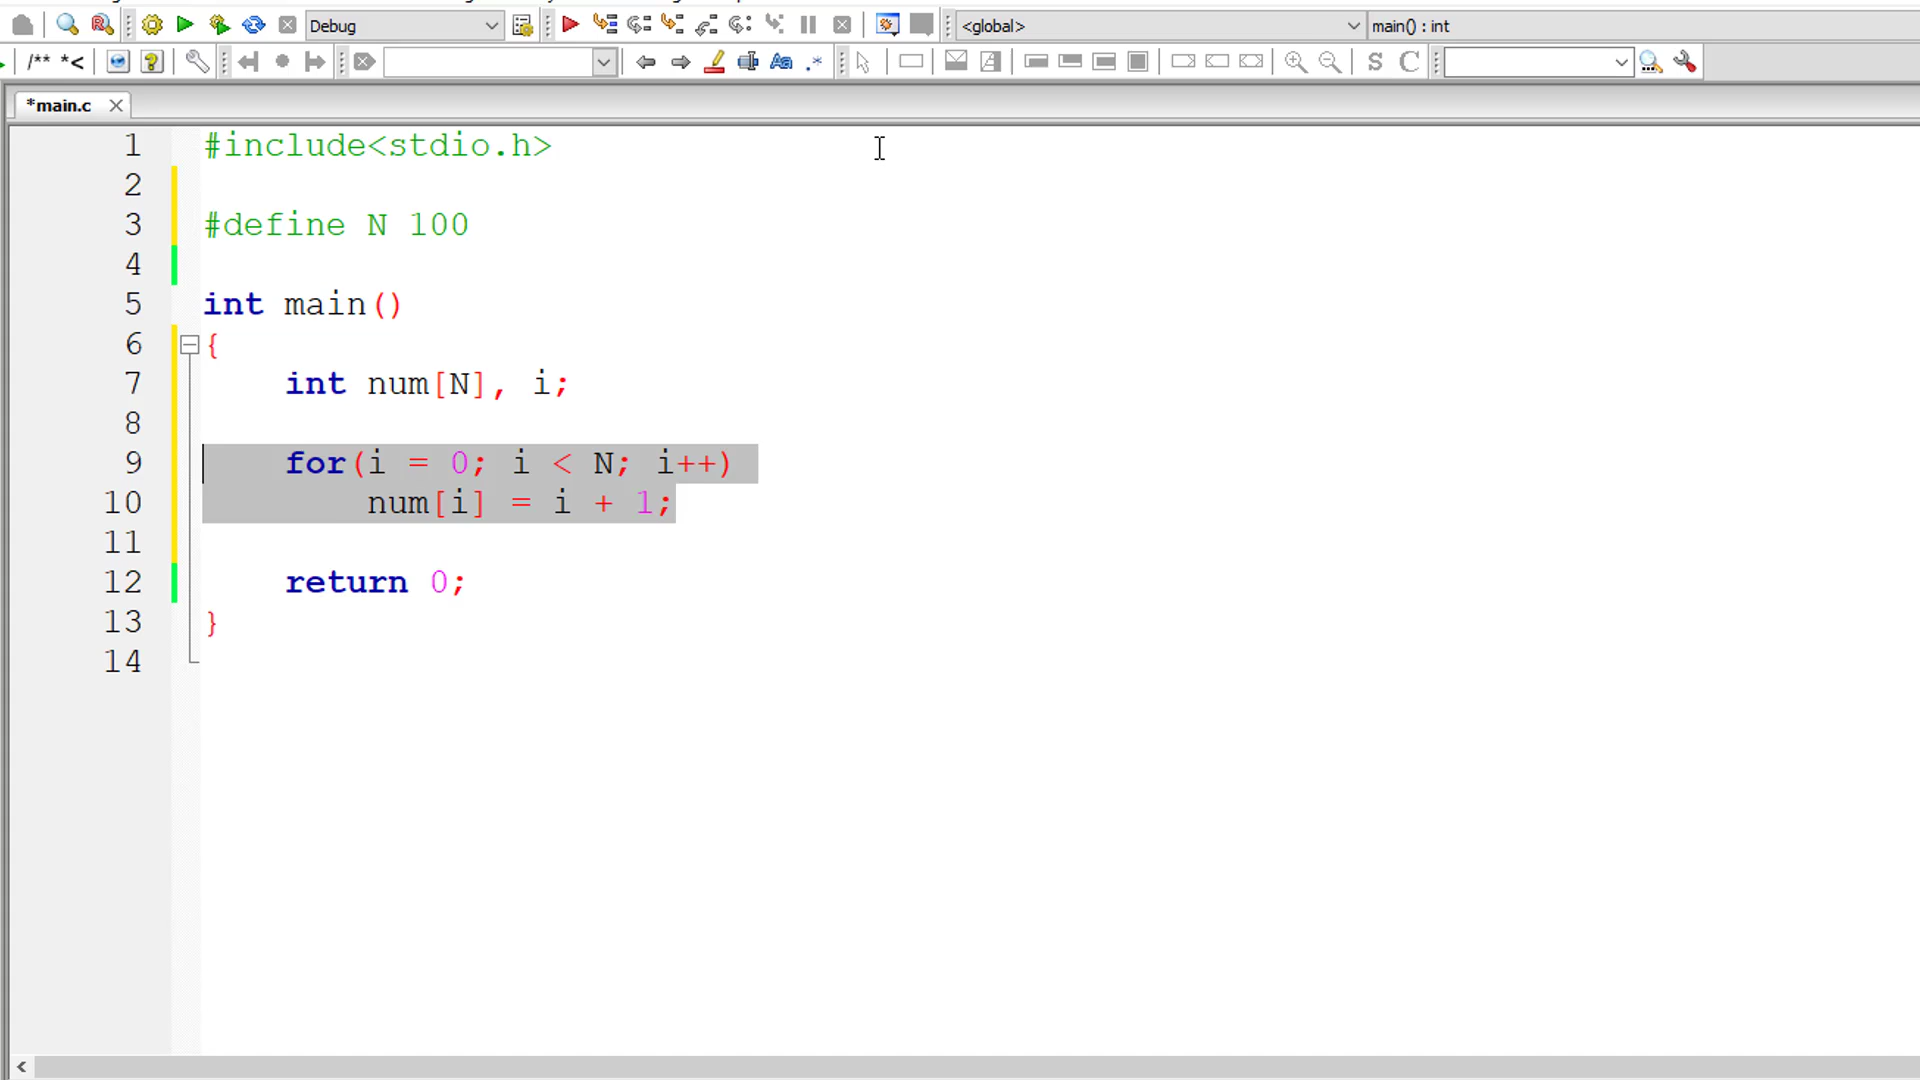 Debug
<global>
main() : int
/** *<
Aa
.*
S
C
*main.c
1 #include<stdio.h>
2
3 #define N 100
4
5 int main()
6 {
7 int num[N], i;
8
9 for(i = 0; i < N; i++)
10 num[i] = i + 1;
11
12 return 0;
13 }
14